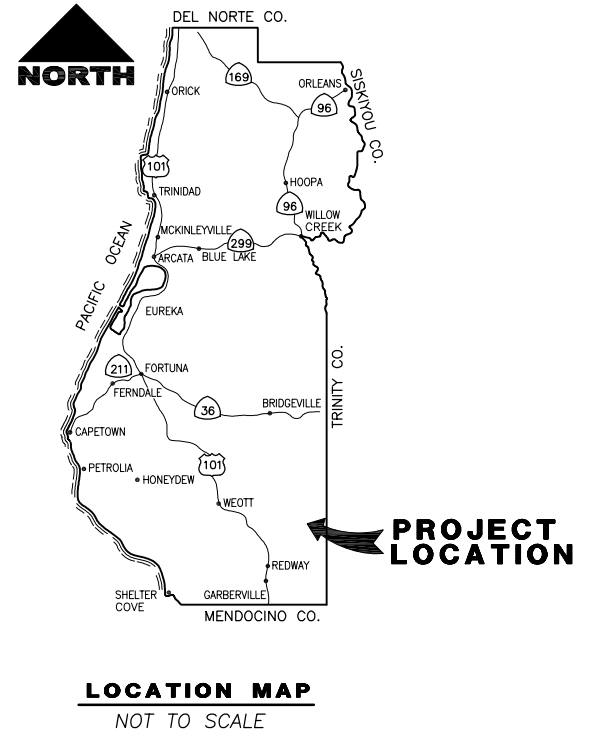 DEL NORTE CO.
NORTH
169
ORLEANS
SISKIYOU CO.
ORICK
96
101
HOOPA
TRINIDAD
96
WILLOW
CREEK
MCKINLEYVILLE
299
ARCATA
BLUE LAKE
PACIFIC OCEAN
EUREKA
TRINITY CO.
211
FORTUNA
FERNDALE
36
BRIDGEVILLE
CAPETOWN
101
PETROLIA
HONEYDEW
WEOTT
PROJECT
LOCATION
REDWAY
SHELTER
COVE
GARBERVILLE
MENDOCINO CO.
LOCATION MAP
NOT TO SCALE